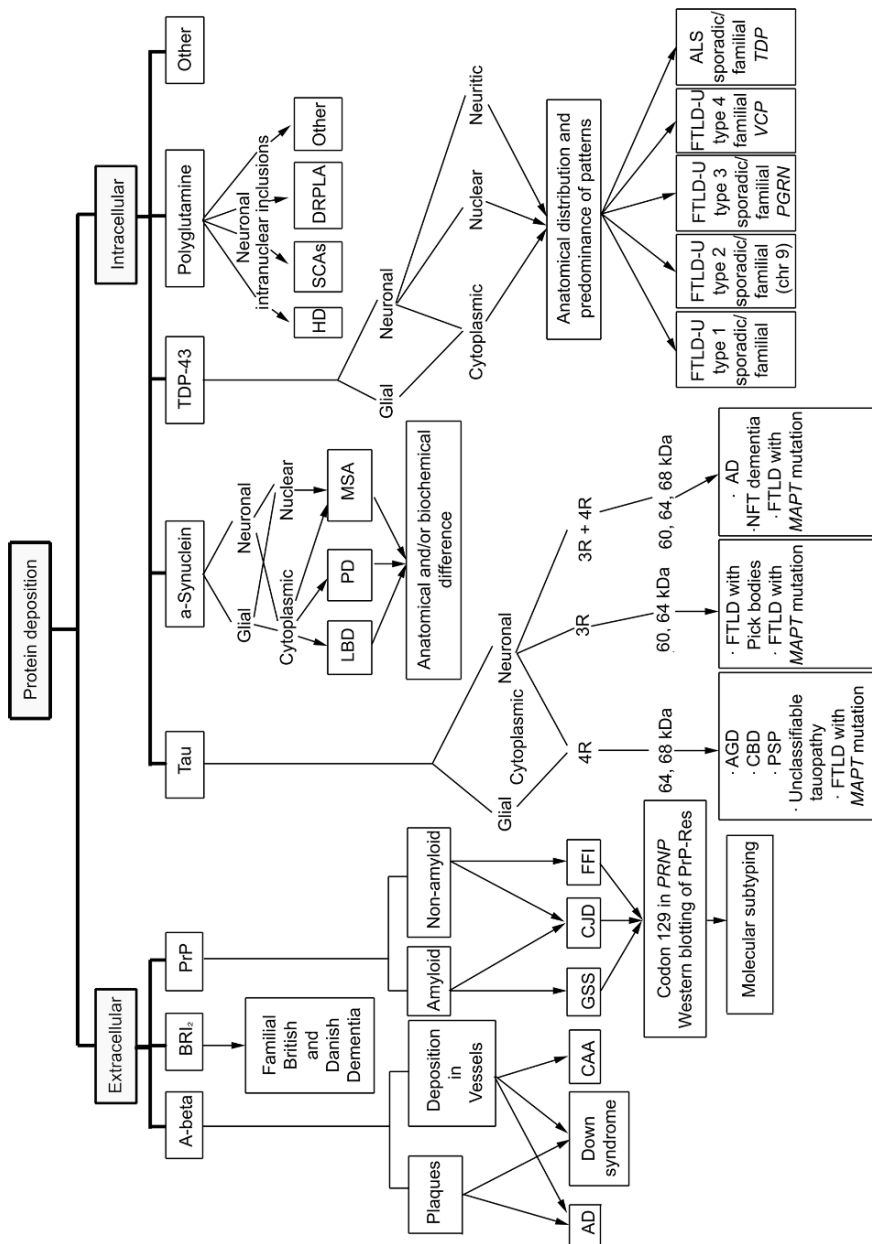 Protein deposition
Extracellular
Intracellular
A-beta
BRI₂
PrP
Tau
a-Synuclein
TDP-43
Polyglutamine
Other
Familial
British
and
Danish
Dementia
Plaques
Deposition
in
Vessels
AD
Down
syndrome
CAA
Amyloid
Non-amyloid
GSS
CJD
FFI
Codon 129 in PRNP
Western blotting of PrP-Res
Molecular subtyping
Glial
Neuronal
Cytoplasmic
4R
3R
3R + 4R
64, 68 kDa
60, 64 kDa
60, 64, 68 kDa
· AGD
· CBD
· PSP
· Unclassifiable
tauopathy
· FTLD with
MAPT mutation
· FTLD with
Pick bodies
· FTLD with
MAPT mutation
· AD
·NFT dementia
· FTLD with
MAPT mutation
Glial
Neuronal
Cytoplasmic
Nuclear
LBD
PD
MSA
Anatomical and/or biochemical
difference
Glial
Neuronal
Cytoplasmic
Nuclear
Neuritic
Anatomical distribution and
predominance of patterns
FTLD-U
type 1
sporadic/
familial
FTLD-U
type 2
sporadic/
familial
(chr 9)
FTLD-U
type 3
sporadic/
familial
PGRN
FTLD-U
type 4
familial
VCP
ALS
sporadic/
familial
TDP
Neuronal
intranuclear inclusions
HD
SCAs
DRPLA
Other